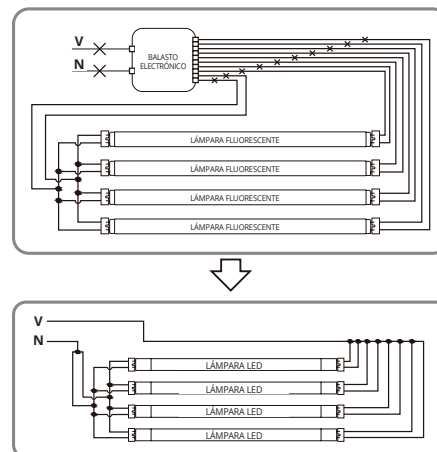 V
N
BALASTO
ELECTRÓNICO
LÁMPARA FLUORESCENTE
LÁMPARA FLUORESCENTE
LÁMPARA FLUORESCENTE
LÁMPARA FLUORESCENTE
V
N
LÁMPARA LED
LÁMPARA LED
LÁMPARA LED
LÁMPARA LED